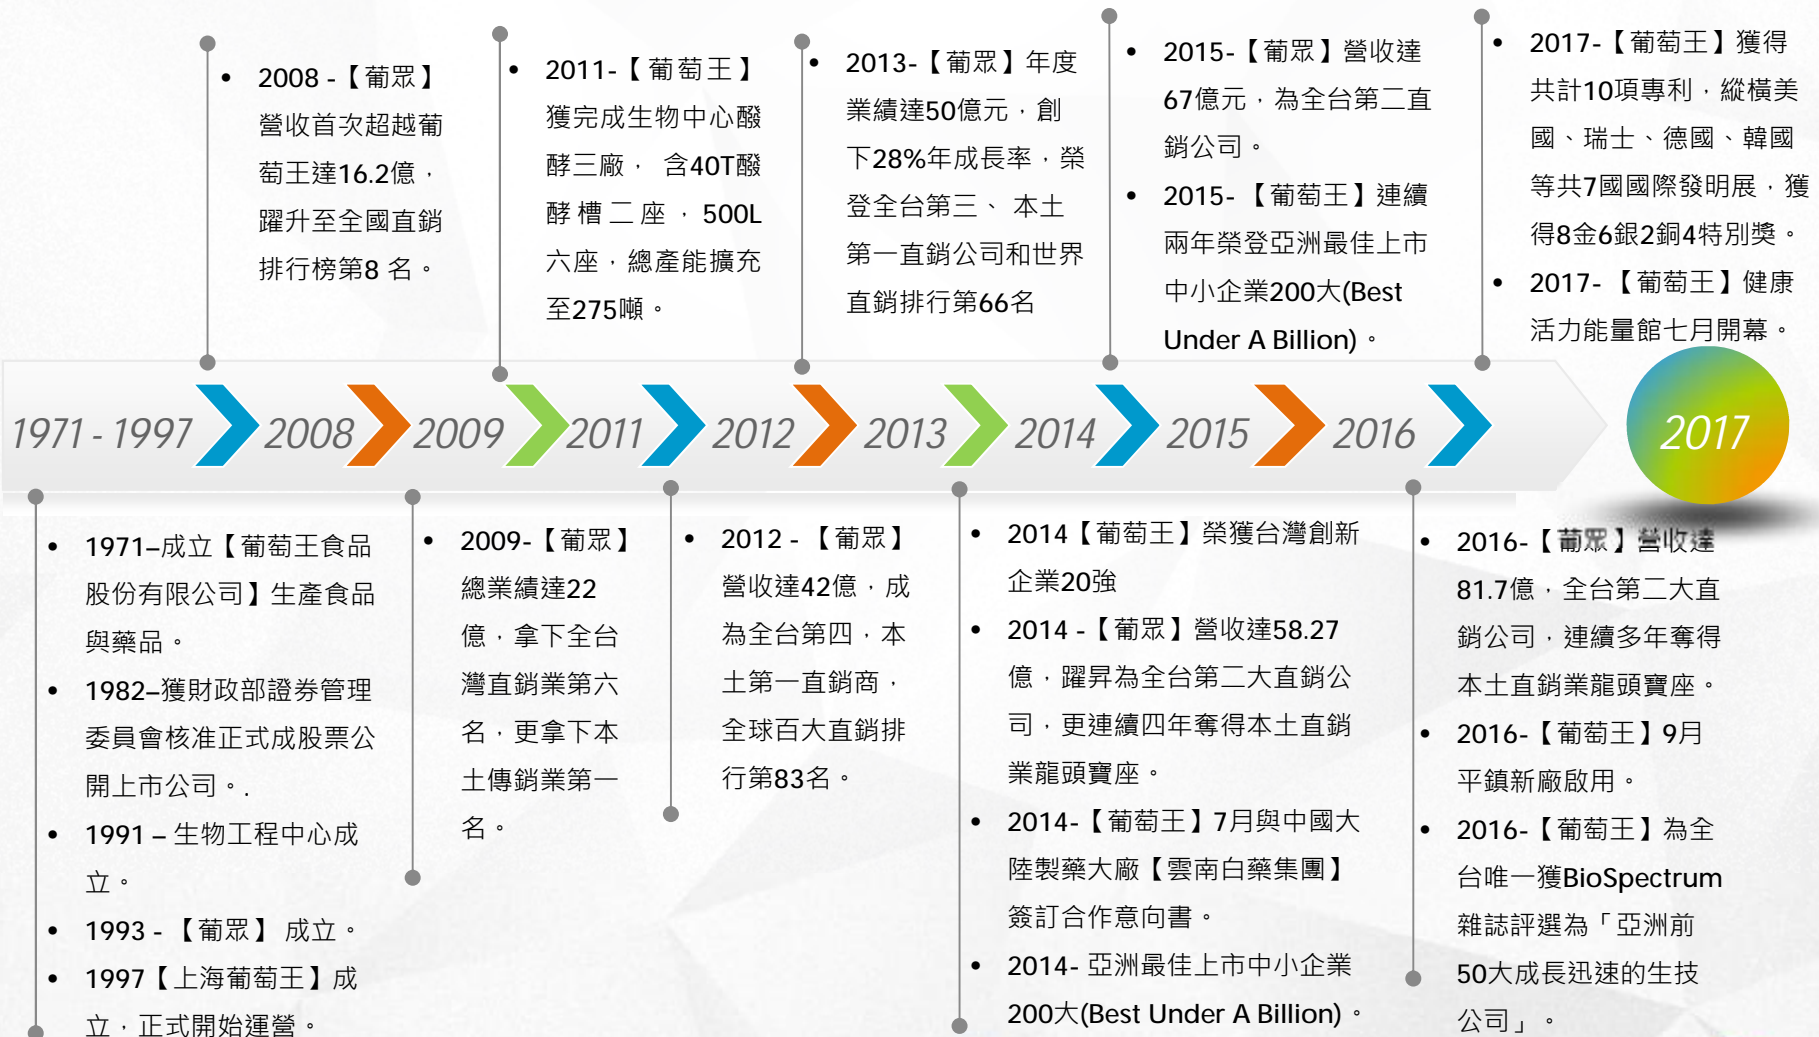 • 2008 -【葡眾】
營收首次超越葡
萄王達16.2億，
躍升至全國直銷
排行榜第8 名。
• 2011-【葡萄王】
獲完成生物中心醱
酵三廠， 含40T醱
酵槽二座，500L
六座，總產能擴充
至275噸。
• 2013-【葡眾】年度
業績達50億元，創
下28%年成長率，榮
登全台第三、 本土
第一直銷公司和世界
直銷排行第66名
• 2015-【葡眾】營收達
67億元，為全台第二直
銷公司。
• 2015- 【葡萄王】連續
兩年榮登亞洲最佳上市
中小企業200大(Best
Under A Billion)。
• 2017-【葡萄王】獲得
共計10項專利，縱橫美
國、瑞士、德國、韓國
等共7國國際發明展，獲
得8金6銀2銅4特別獎。
• 2017- 【葡萄王】健康
活力能量館七月開幕。
1971 - 1997
2008
2009
2011
2012
2013
2014
2015
2016
2017
• 1971–成立【葡萄王食品
股份有限公司】生產食品
與藥品。
• 1982–獲財政部證券管理
委員會核准正式成股票公
開上市公司。.
• 1991 – 生物工程中心成
立。
• 1993 - 【葡眾】 成立。
• 1997【上海葡萄王】成
立，正式開始運營。
• 2009-【葡眾】
總業績達22
億，拿下全台
灣直銷業第六
名，更拿下本
土傳銷業第一
名。
• 2012 - 【葡眾】
營收達42億，成
為全台第四，本
土第一直銷商，
全球百大直銷排
行第83名。
• 2014【葡萄王】榮獲台灣創新
企業20強
• 2014 -【葡眾】營收達58.27
億，躍昇為全台第二大直銷公
司，更連續四年奪得本土直銷
業龍頭寶座。
• 2014-【葡萄王】7月與中國大
陸製藥大廠【雲南白藥集團】
簽訂合作意向書。
• 2014- 亞洲最佳上市中小企業
200大(Best Under A Billion)。
• 2016-【葡眾】營收達
81.7億，全台第二大直
銷公司，連續多年奪得
本土直銷業龍頭寶座。
• 2016-【葡萄王】9月
平鎮新廠啟用。
• 2016-【葡萄王】為全
台唯一獲BioSpectrum
雜誌評選為「亞洲前
50大成長迅速的生技
公司」。